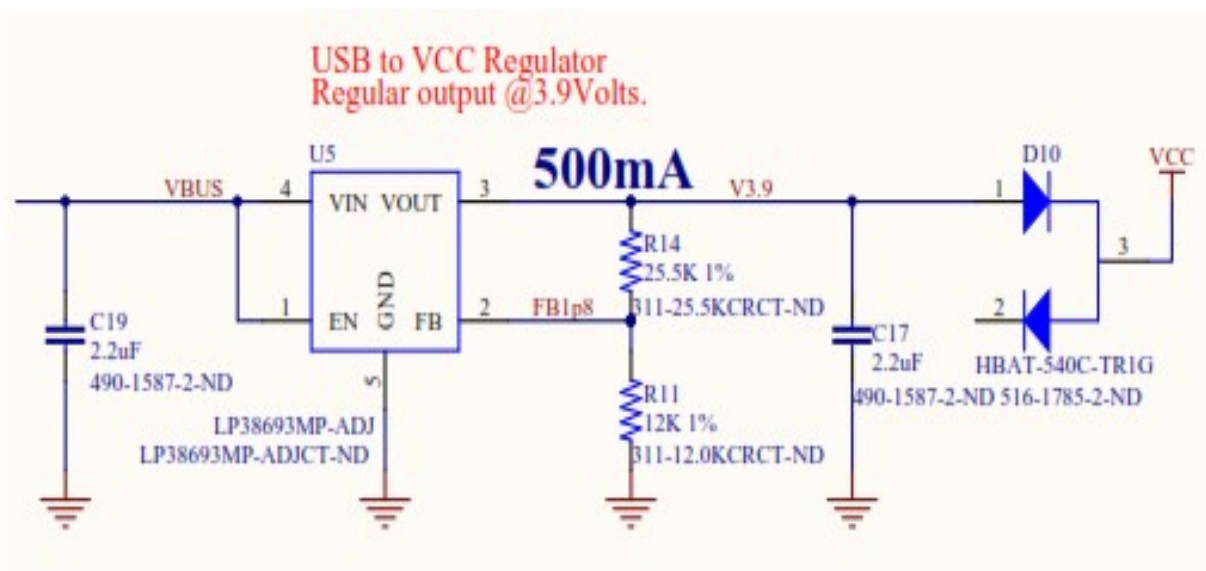 USB to VCC Regulator
Regular output @3.9Volts.
U5
500mA
D10
VCC
VBUS
4
VIN VOUT
3
V3.9
1
R14
25.5K 1%
311-25.5KCRCT-ND
3
1
EN
GND
FB
2
FB1p8
2
C19
2.2uF
490-1587-2-ND
C17
2.2uF
490-1587-2-ND
HBAT-540C-TR1G
516-1785-2-ND
5
R11
12K 1%
311-12.0KCRCT-ND
LP38693MP-ADJ
LP38693MP-ADJCT-ND